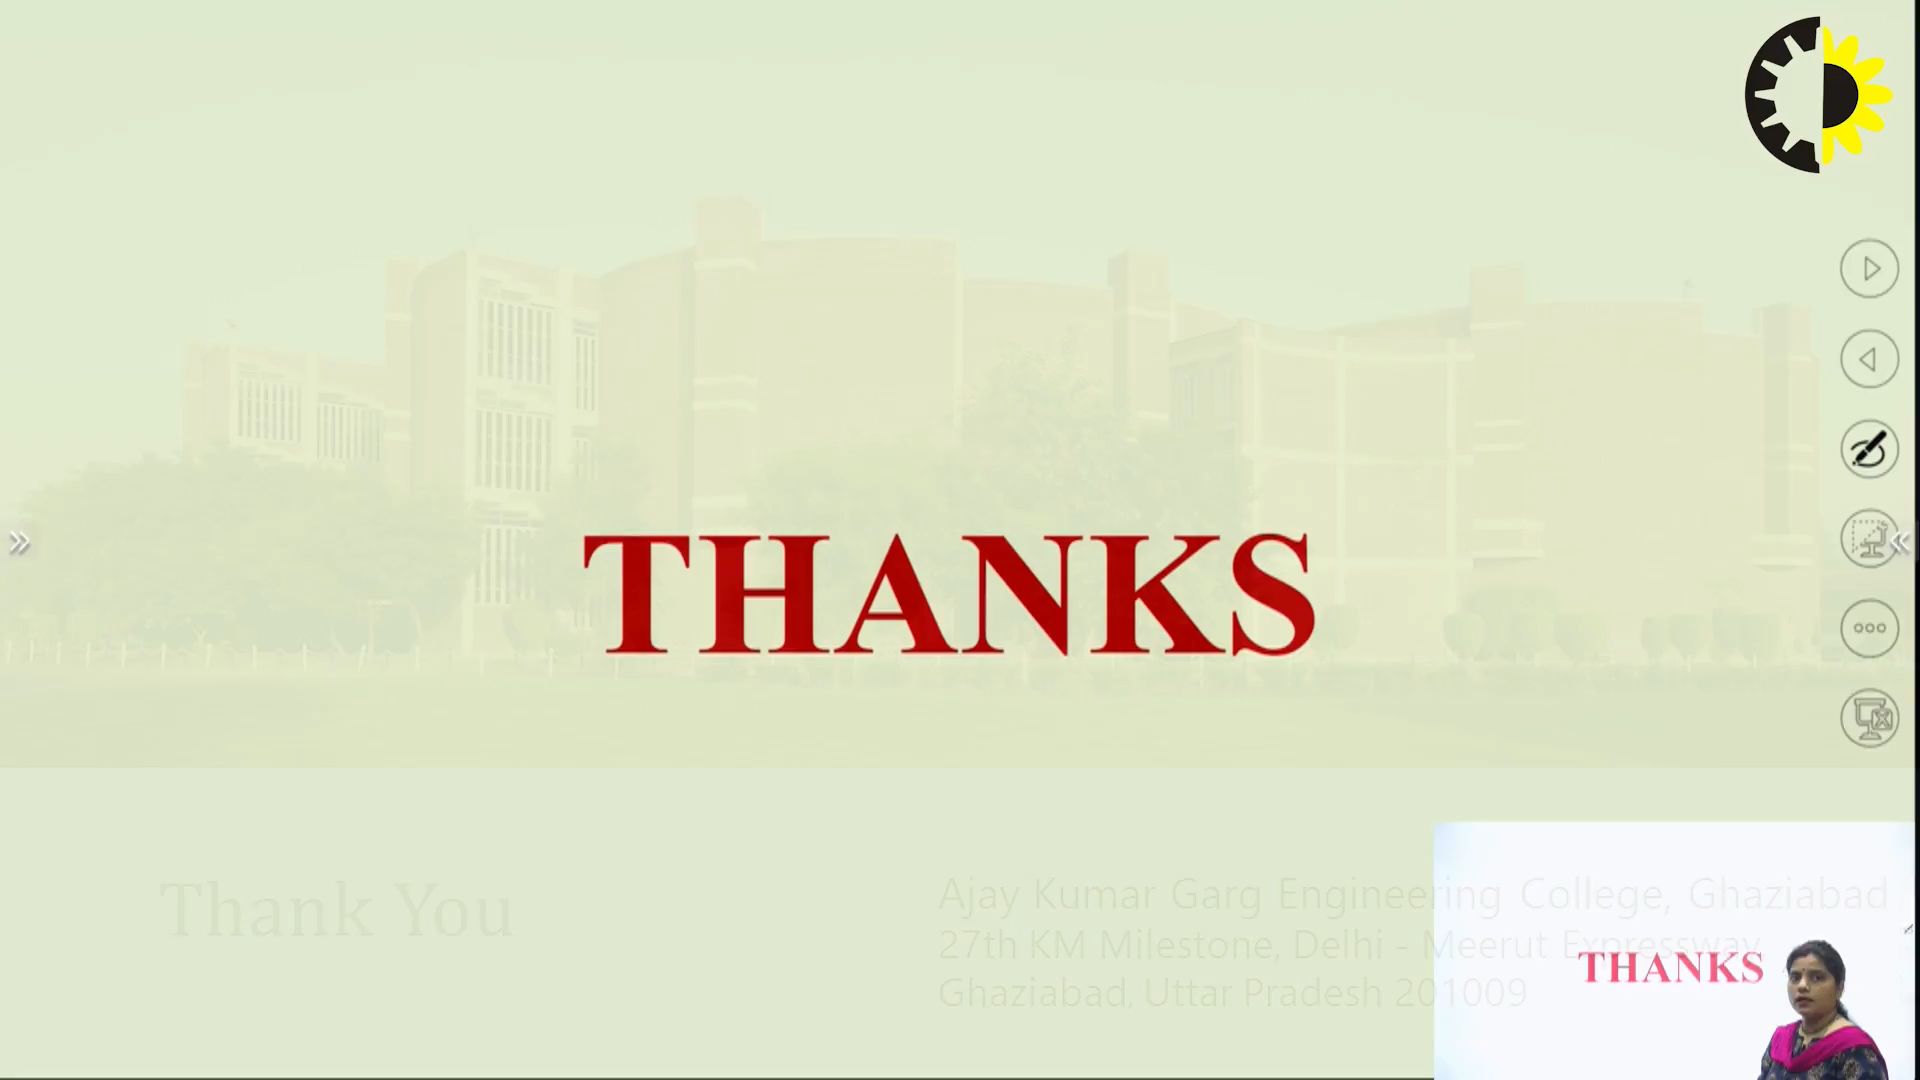 THANKS
Thank You
Ajay Kumar Garg Engineering College, Ghaziabad
27th KM Milestone, Delhi - Meerut Expressway
Ghaziabad, Uttar Pradesh 201009
THANKS